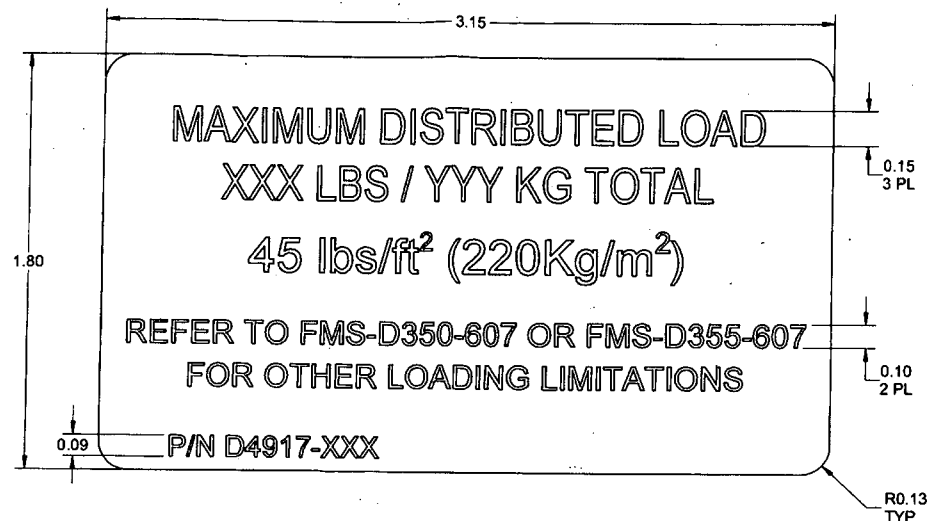 3.15
MAXIMUM DISTRIBUTED LOAD
XXX LBS / YYY KG TOTAL
0.15
3 PL
1.80
45 lbs/ft² (220Kg/m²)
REFER TO FMS-D350-607 OR FMS-D355-607
FOR OTHER LOADING LIMITATIONS
0.10
2 PL
0.09
P/N D4917-XXX
R0.13
TYP